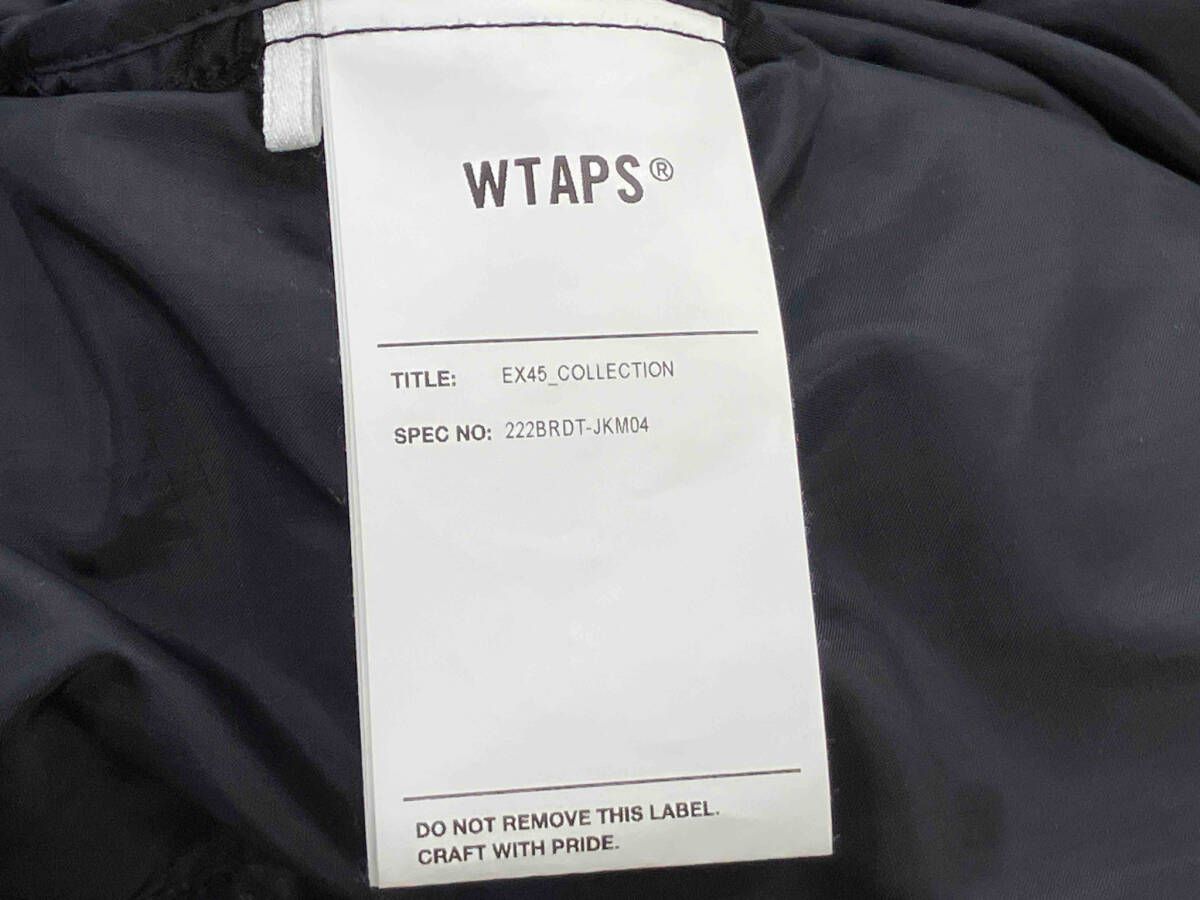 WTAPS®
TITLE: EX45_COLLECTION
SPEC NO: 222BRDT-JKM04
DO NOT REMOVE THIS LABEL.
CRAFT WITH PRIDE.